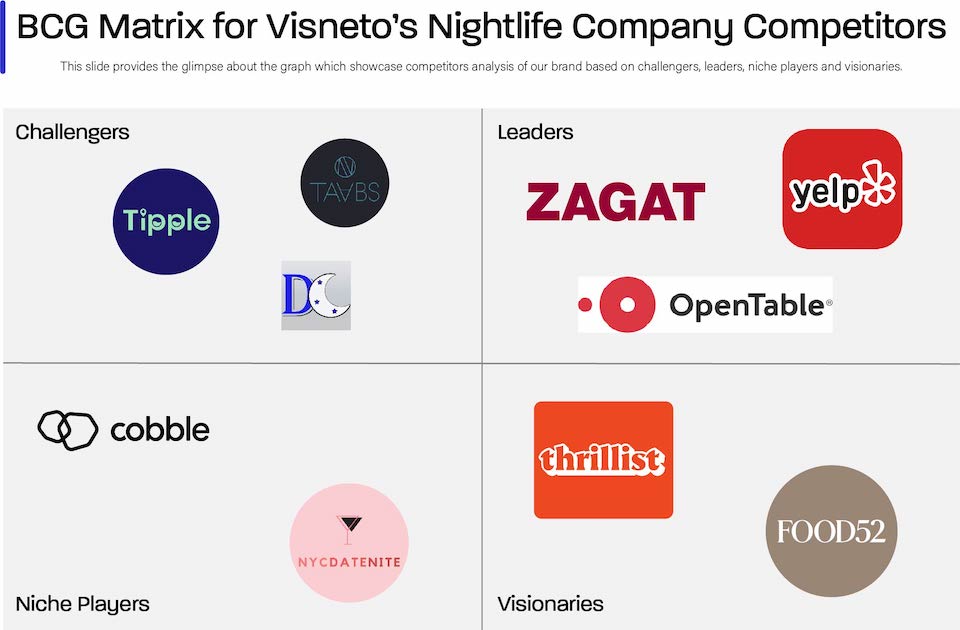 BCG Matrix for Visneto’s Nightlife Company Competitors
This slide provides the glimpse about the graph which showcase competitors analysis of our brand based on challengers, leaders, niche players and visionaries.
Challengers
Tipple
TAABS
DC
Leaders
ZAGAT
yelp
OpenTable®
cobble
NYCDATENITE
Niche Players
thrillist
FOOD52
Visionaries